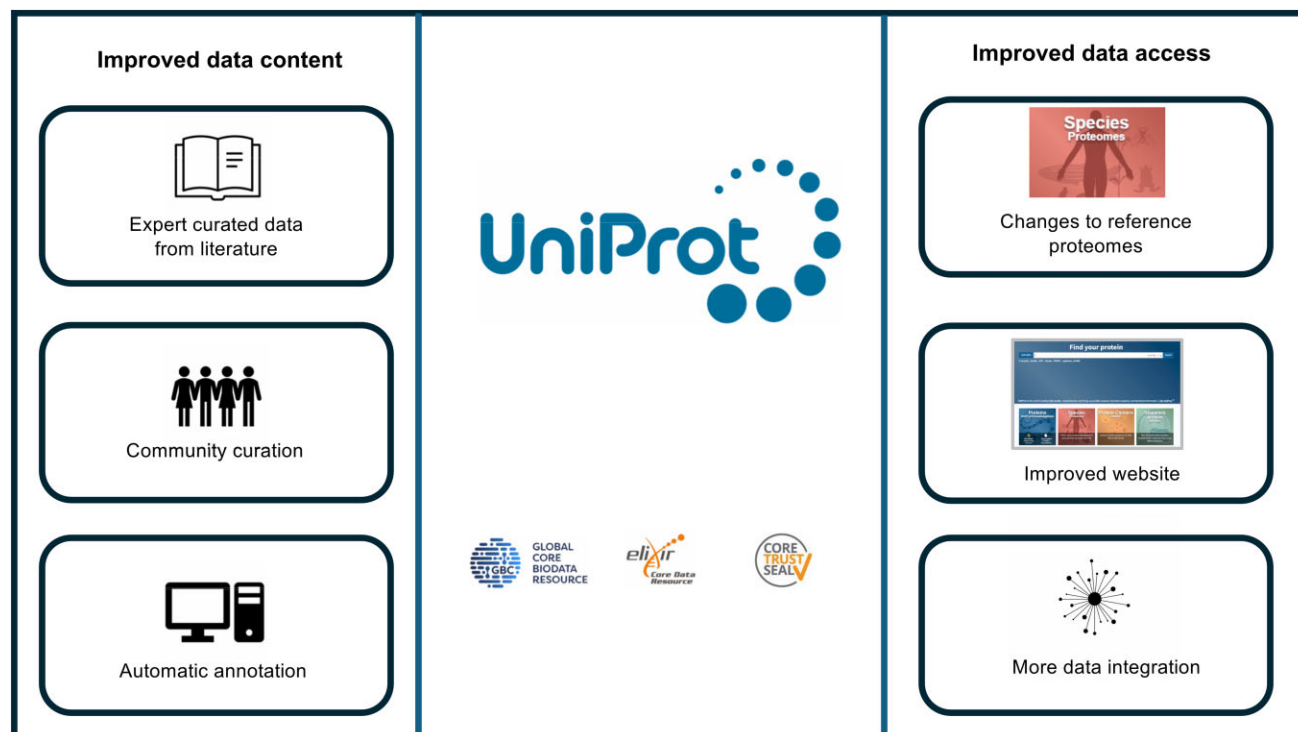 Improved data content
Expert curated data
from literature
Community curation
Automatic annotation
UniProt
GBC
GLOBAL
CORE
BIODATA
RESOURCE
elixir
Core Data
Resource
CORE
TRUST
SEAL
Improved data access
Species
Proteomes
Changes to reference
proteomes
Find your protein
Proteins
Species
Improved website
More data integration